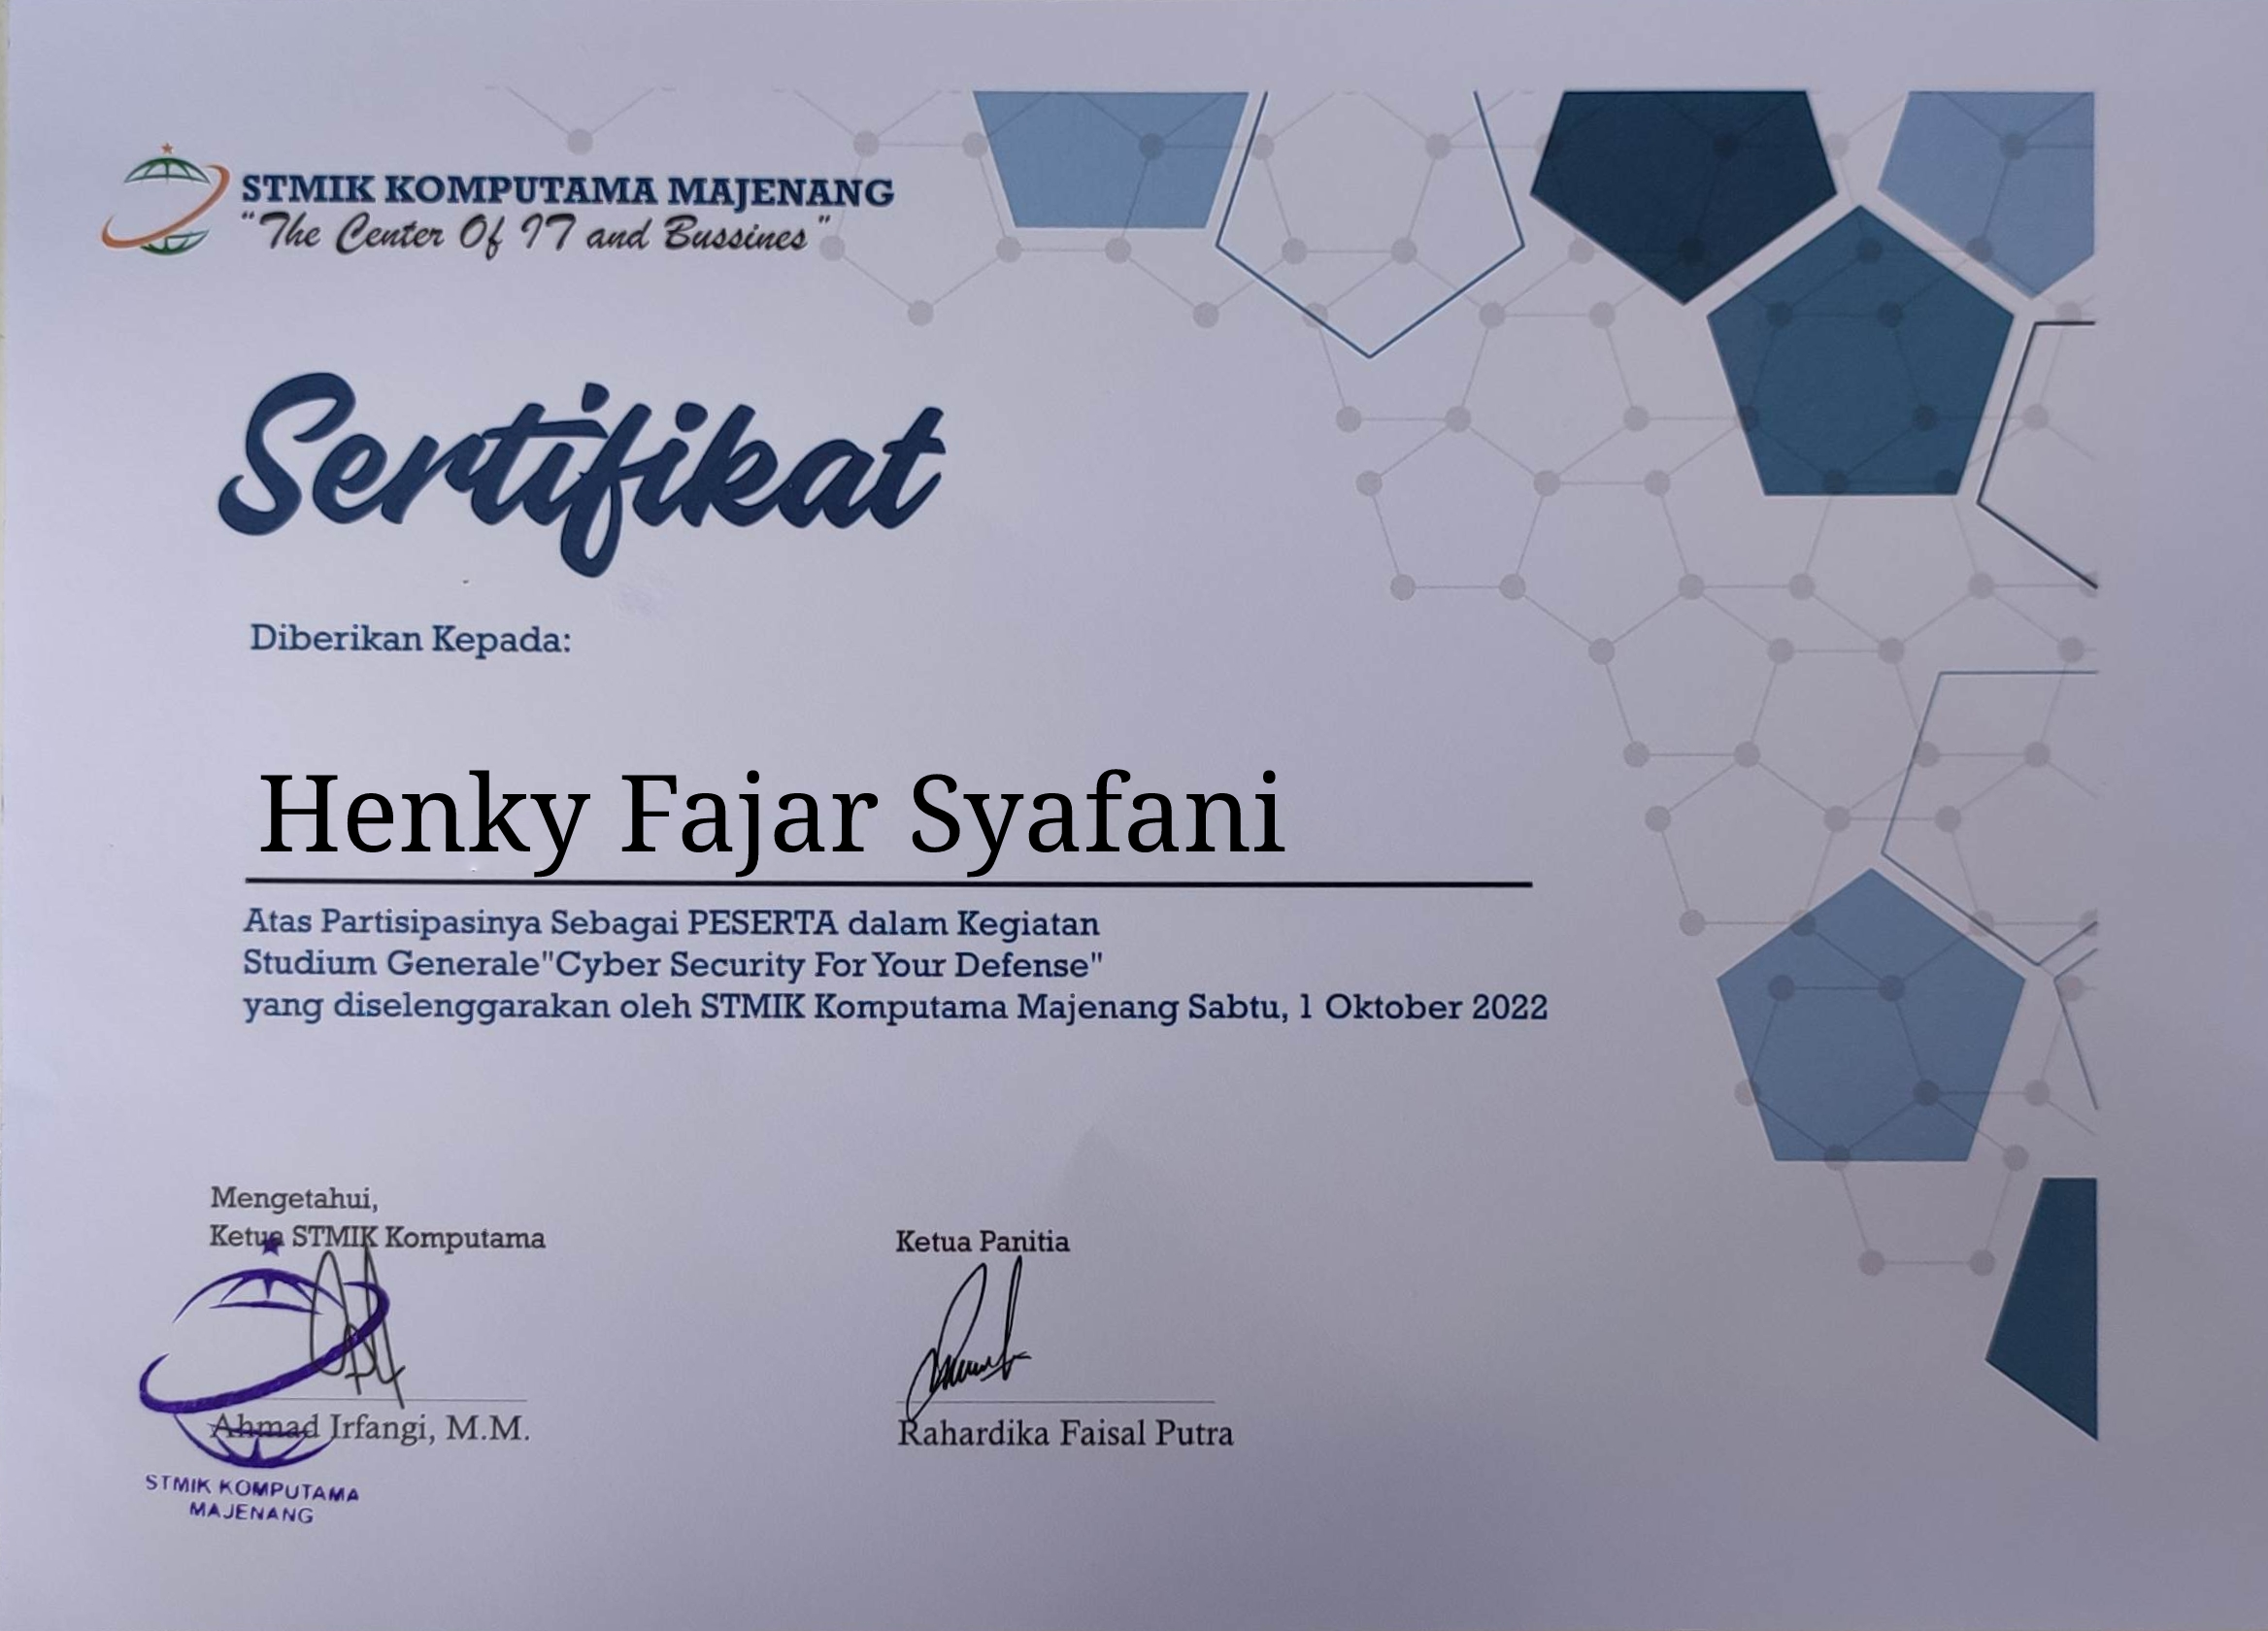 STMIK KOMPUTAMA MAJENANG
"The Center Of IT and Bussines"
Sertifikat
Diberikan Kepada:
Henky Fajar Syafani
Atas Partisipasinya Sebagai PESERTA dalam Kegiatan
Studium Generale"Cyber Security For Your Defense"
yang diselenggarakan oleh STMIK Komputama Majenang Sabtu, 1 Oktober 2022
Mengetahui,
Ketua STMIK Komputama
Ahmad Irfangi, M.M.
STMIK KOMPUTAMA
MAJENANG
Ketua Panitia
Rahardika Faisal Putra